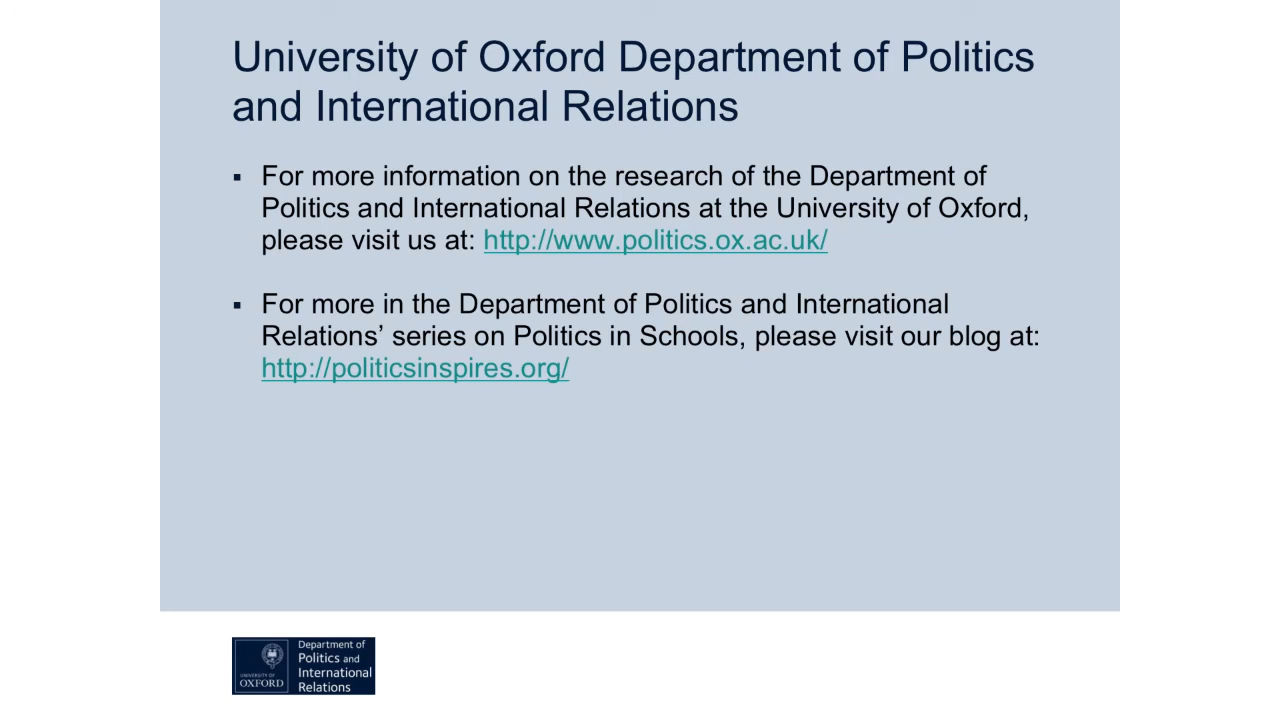 University of Oxford Department of Politics
and International Relations
▪ For more information on the research of the Department of
Politics and International Relations at the University of Oxford,
please visit us at: http://www.politics.ox.ac.uk/
▪ For more in the Department of Politics and International
Relations’ series on Politics in Schools, please visit our blog at:
http://politicsinspires.org/
UNIVERSITY OF
OXFORD
Department of
Politics and
International
Relations